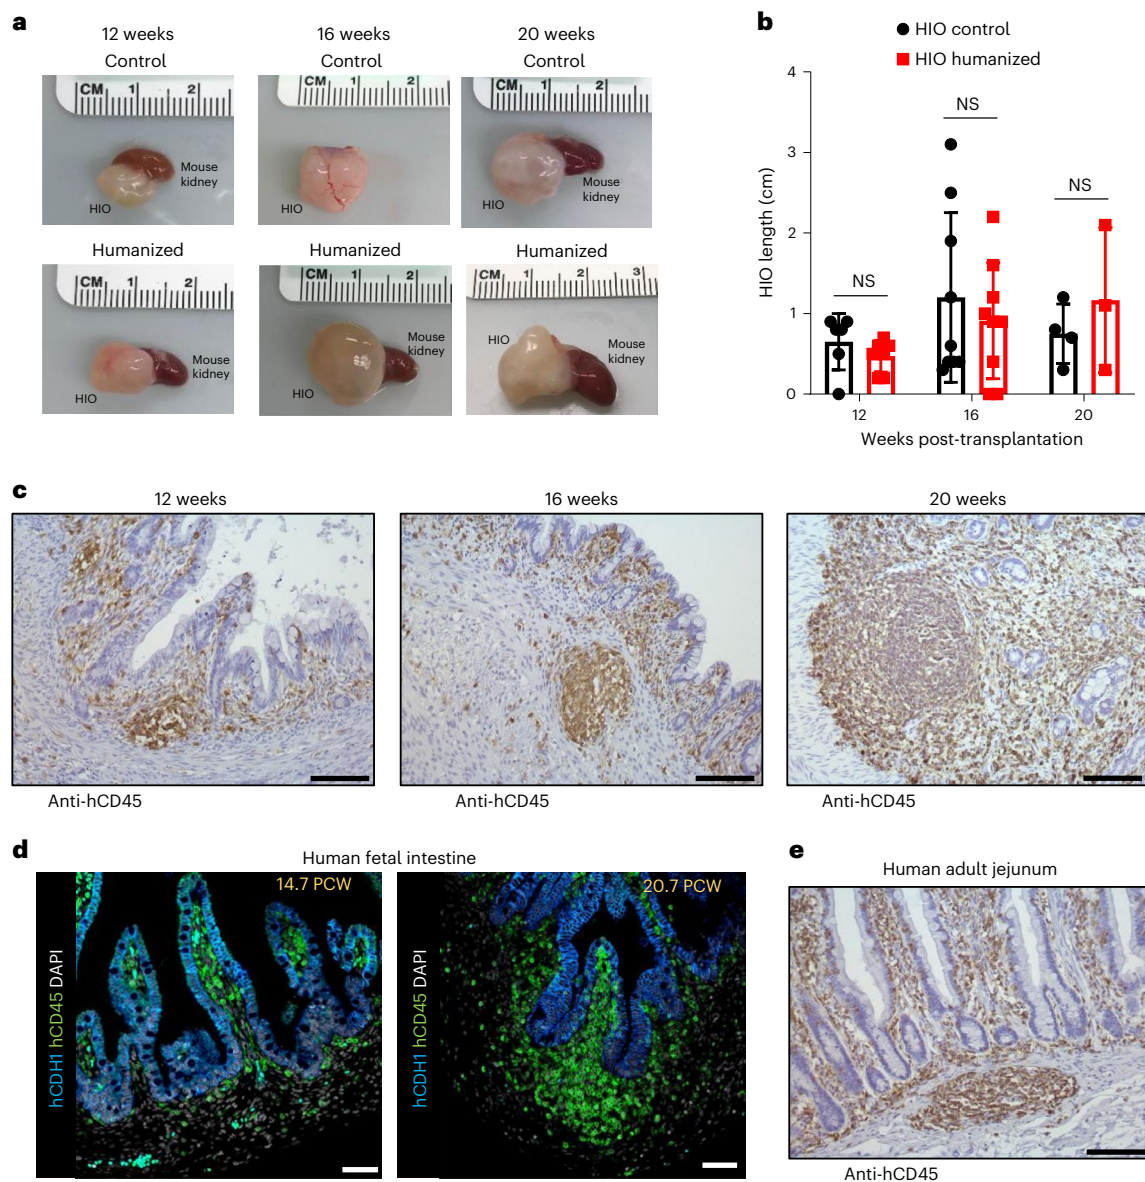 a
12 weeks
Control
16 weeks
Control
20 weeks
Control
CM 1 2
Mouse
kidney
HIO
CM 1 2
HIO
CM 1 2
Mouse
kidney
HIO
Humanized
Humanized
Humanized
CM 1 2
Mouse
kidney
HIO
CM 1 2
Mouse
kidney
HIO
CM 1 2 3
HIO
Mouse
kidney
b
HIO control
HIO humanized
4
3
2
1
0
HIO length (cm)
NS
NS
NS
12
16
20
Weeks post-transplantation
c
12 weeks
16 weeks
20 weeks
Anti-hCD45
Anti-hCD45
Anti-hCD45
d
Human fetal intestine
14.7 PCW
20.7 PCW
hCDH1 hCD45 DAPI
hCDH1 hCD45 DAPI
e
Human adult jejunum
Anti-hCD45